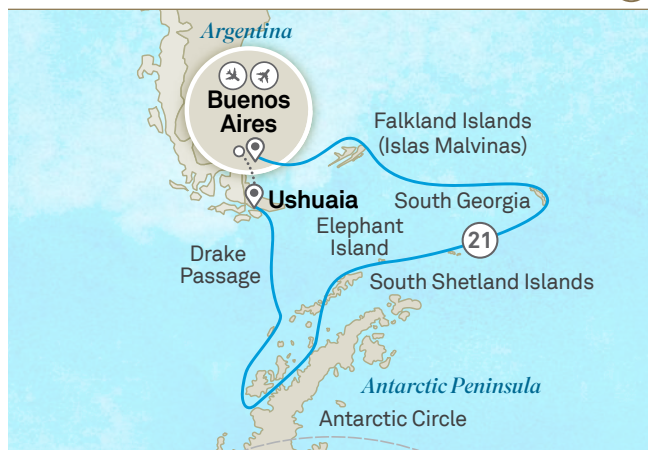 Argentina
Buenos
Aires
Falkland Islands
(Islas Malvinas)
Ushuaia
South Georgia
Elephant
Island
21
Drake
Passage
South Shetland Islands
Antarctic Peninsula
Antarctic Circle